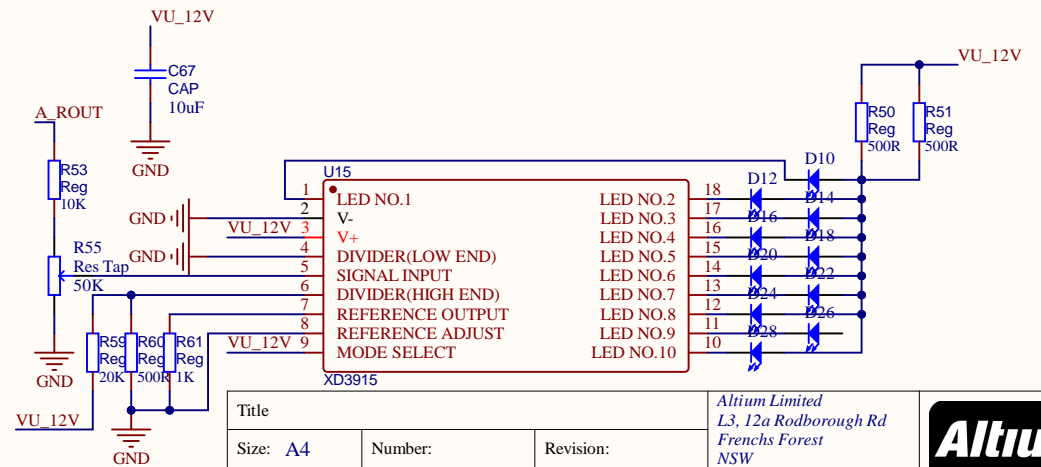 VU_12V
C67
CAP
10uF
GND
A_ROUT
R53
Reg
10K
R55
Res Tap
50K
GND
VU_12V
R59
Reg
20K
R60
Reg
500R
R61
Reg
1K
GND
GND
VU_12V
GND
VU_12V
U15
1 LED NO.1
2 V-
3 V+
4 DIVIDER(LOW END)
5 SIGNAL INPUT
6 DIVIDER(HIGH END)
7 REFERENCE OUTPUT
8 REFERENCE ADJUST
9 MODE SELECT
LED NO.2 18
LED NO.3 17
LED NO.4 16
LED NO.5 15
LED NO.6 14
LED NO.7 13
LED NO.8 12
LED NO.9 11
LED NO.10 10
XD3915
D10
D12
D14
D16
D18
D20
D22
D24
D26
D28
VU_12V
R50
Reg
500R
R51
Reg
500R
Title
Size: A4
Number:
Revision:
Altium Limited
L3, 12a Rodborough Rd
Frenchs Forest
NSW